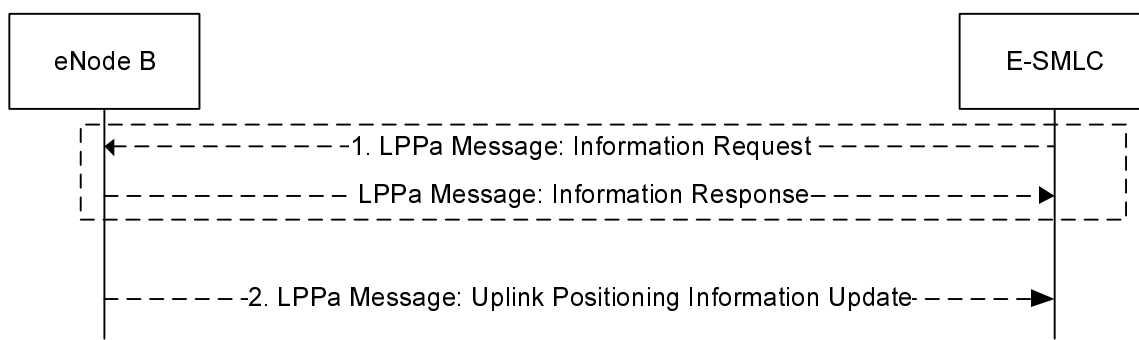 eNode B
E-SMLC
1. LPPa Message: Information Request
LPPa Message: Information Response
2. LPPa Message: Uplink Positioning Information Update